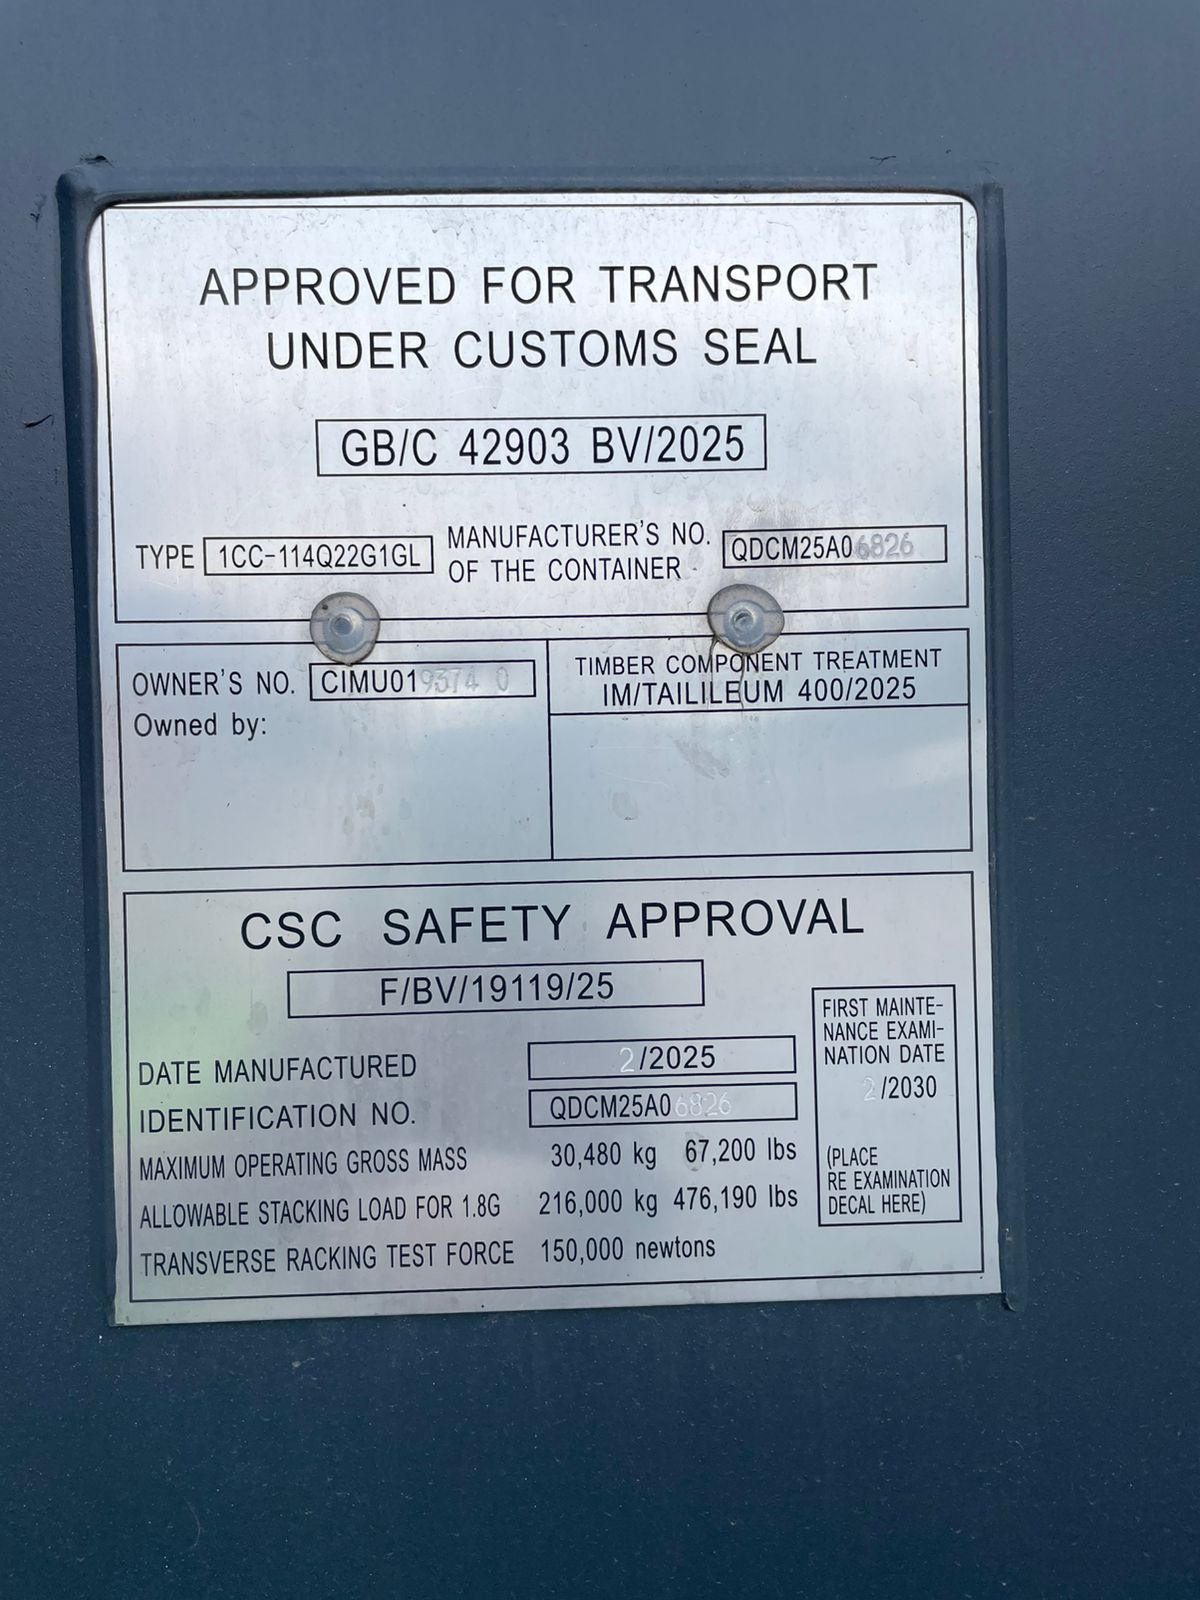 APPROVED FOR TRANSPORT
UNDER CUSTOMS SEAL
GB/C 42903 BV/2025
TYPE 1CC-114Q22G1GL
MANUFACTURER'S NO.
OF THE CONTAINER
QDCM25A06826
OWNER'S NO. CIMU019374 0
Owned by:
TIMBER COMPONENT TREATMENT
IM/TAILILEUM 400/2025
CSC SAFETY APPROVAL
F/BV/19119/25
DATE MANUFACTURED 2/2025
IDENTIFICATION NO. QDCM25A06826
MAXIMUM OPERATING GROSS MASS 30,480 kg 67,200 lbs
ALLOWABLE STACKING LOAD FOR 1.8G 216,000 kg 476,190 lbs
TRANSVERSE RACKING TEST FORCE 150,000 newtons
FIRST MAINTE-
NANCE EXAMI-
NATION DATE
2/2030
(PLACE
RE EXAMINATION
DECAL HERE)